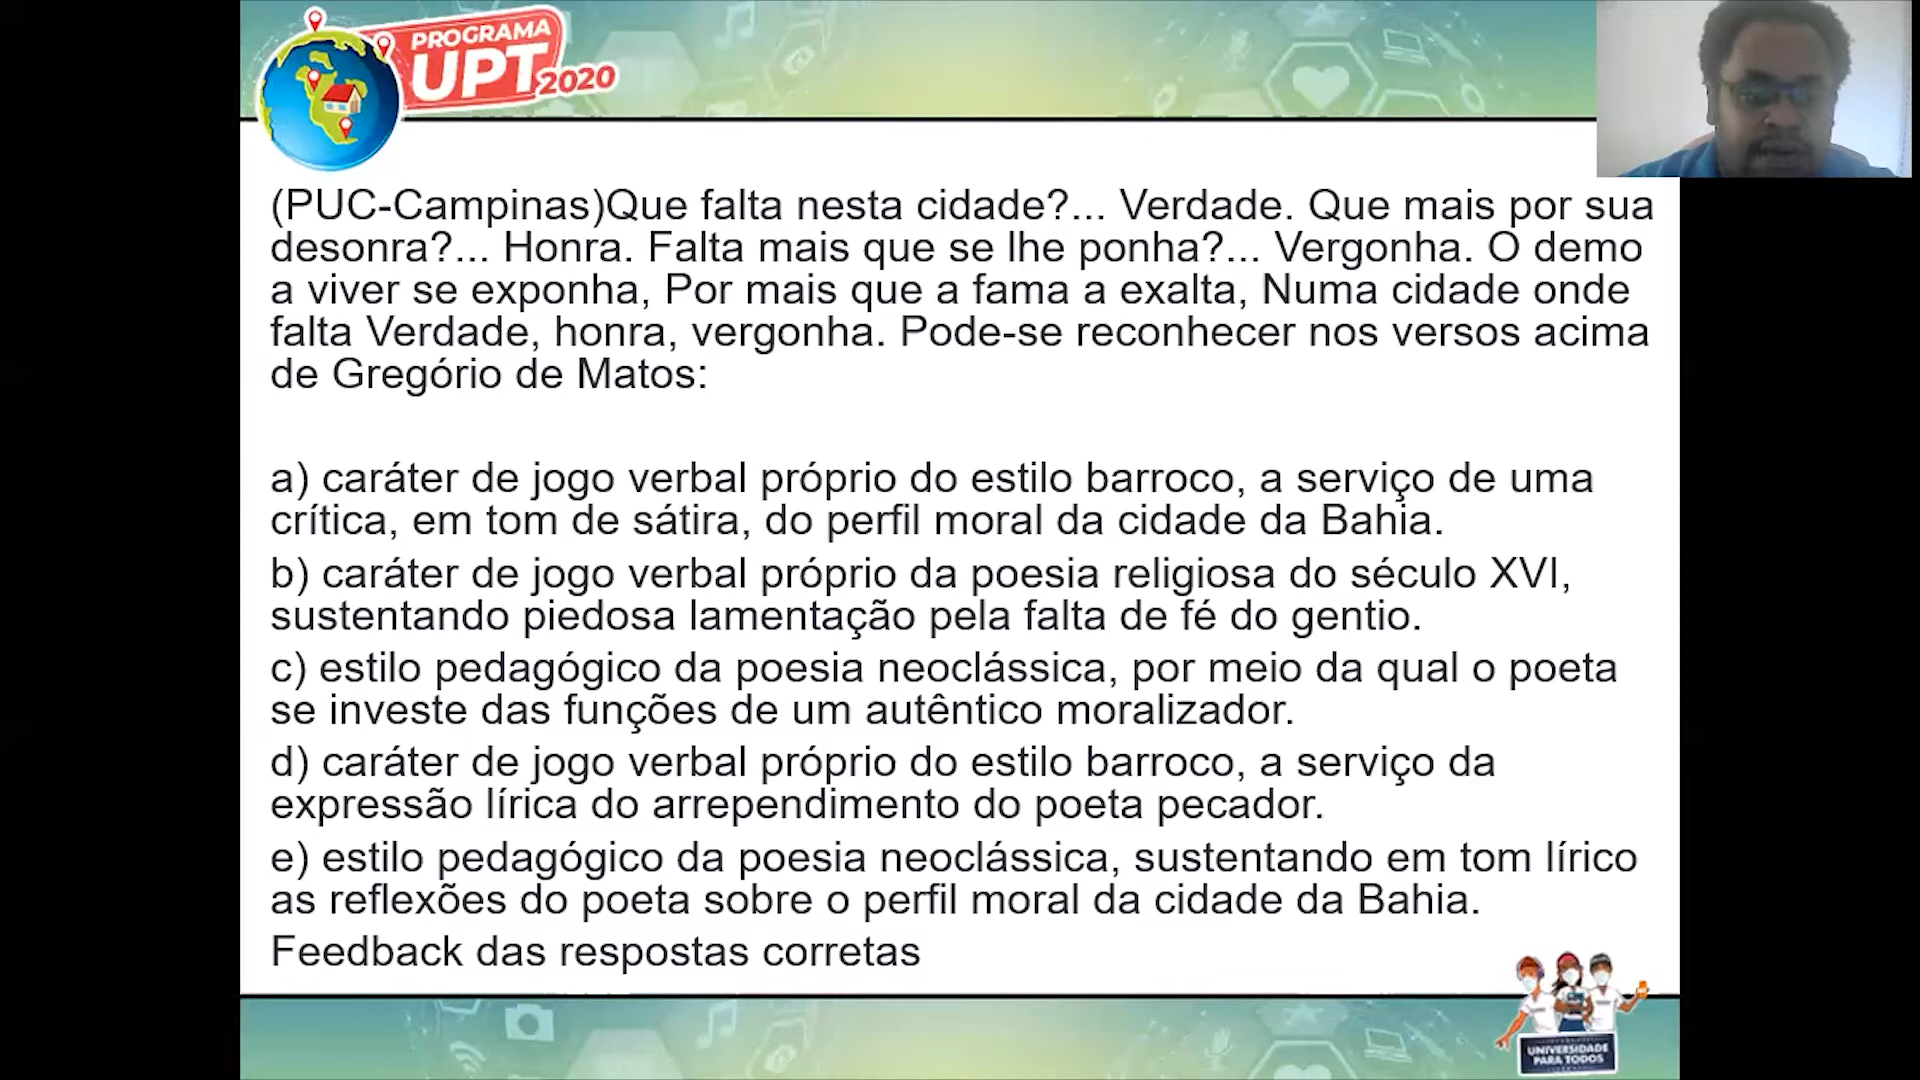 PROGRAMA
UPT
2020
(PUC-Campinas)Que falta nesta cidade?... Verdade. Que mais por sua
desonra?... Honra. Falta mais que se lhe ponha?... Vergonha. O demo
a viver se exponha, Por mais que a fama a exalta, Numa cidade onde
falta Verdade, honra, vergonha. Pode-se reconhecer nos versos acima
de Gregório de Matos:
a) caráter de jogo verbal próprio do estilo barroco, a serviço de uma
crítica, em tom de sátira, do perfil moral da cidade da Bahia.
b) caráter de jogo verbal próprio da poesia religiosa do século XVI,
sustentando piedosa lamentação pela falta de fé do gentio.
c) estilo pedagógico da poesia neoclássica, por meio da qual o poeta
se investe das funções de um autêntico moralizador.
d) caráter de jogo verbal próprio do estilo barroco, a serviço da
expressão lírica do arrependimento do poeta pecador.
e) estilo pedagógico da poesia neoclássica, sustentando em tom lírico
as reflexões do poeta sobre o perfil moral da cidade da Bahia.
Feedback das respostas corretas
UNIVERSIDADE
PARA TODOS